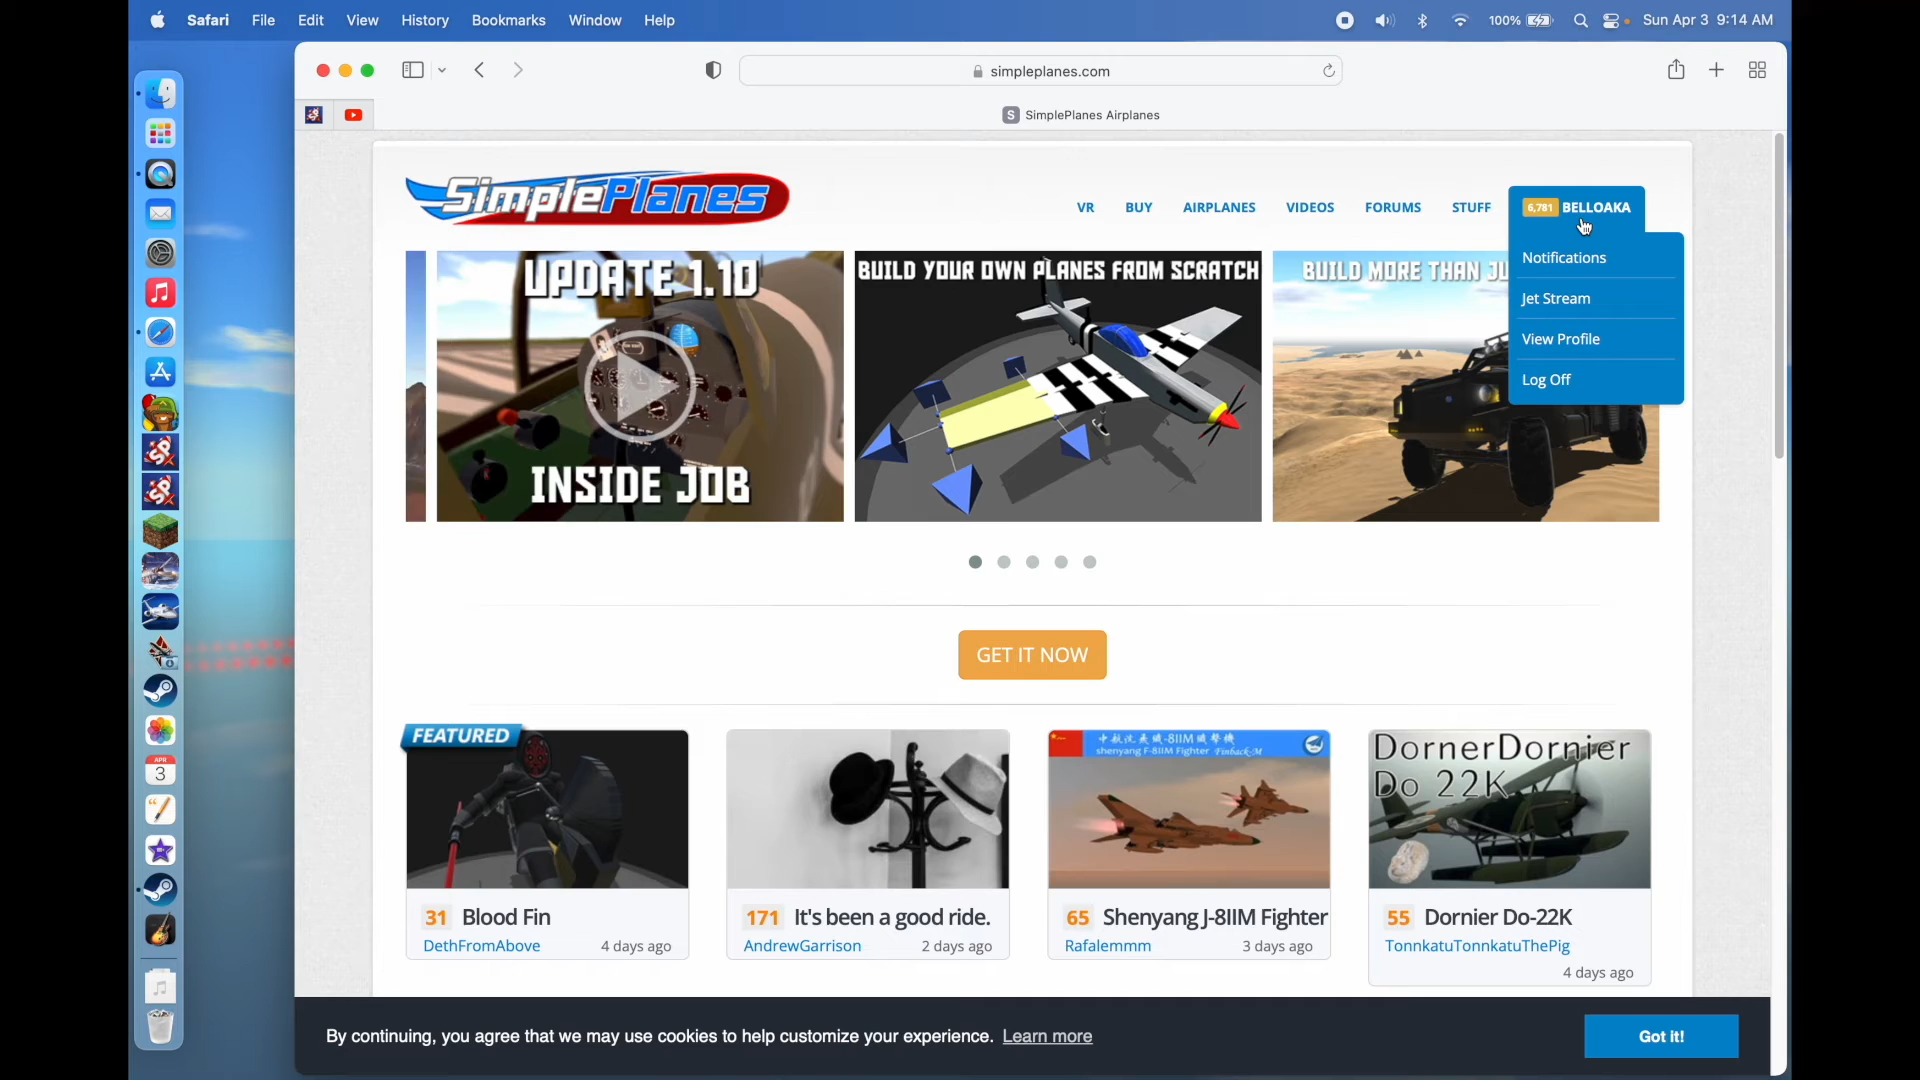 Safari File Edit View History Bookmarks Window Help
100% Sun Apr 3 9:14 AM
simpleplanes.com
S SimplePlanes Airplanes
SimplePlanes
VR BUY AIRPLANES VIDEOS FORUMS STUFF 6,781 BELLOAKA
Notifications
Jet Stream
View Profile
Log Off
UPDATE 1.10
INSIDE JOB
BUILD YOUR OWN PLANES FROM SCRATCH
BUILD MORE THAN JU
GET IT NOW
FEATURED
shenyang F-8IIM Fighter Finback-M
DornerDornier
Do 22K
31 Blood Fin
DethFromAbove 4 days ago
171 It's been a good ride.
AndrewGarrison 2 days ago
65 Shenyang J-8IIM Fighter
Rafalemmm 3 days ago
55 Dornier Do-22K
TonnkatuTonnkatuThePig
4 days ago
SP
SP
APR
3
By continuing, you agree that we may use cookies to help customize your experience. Learn more
Got it!